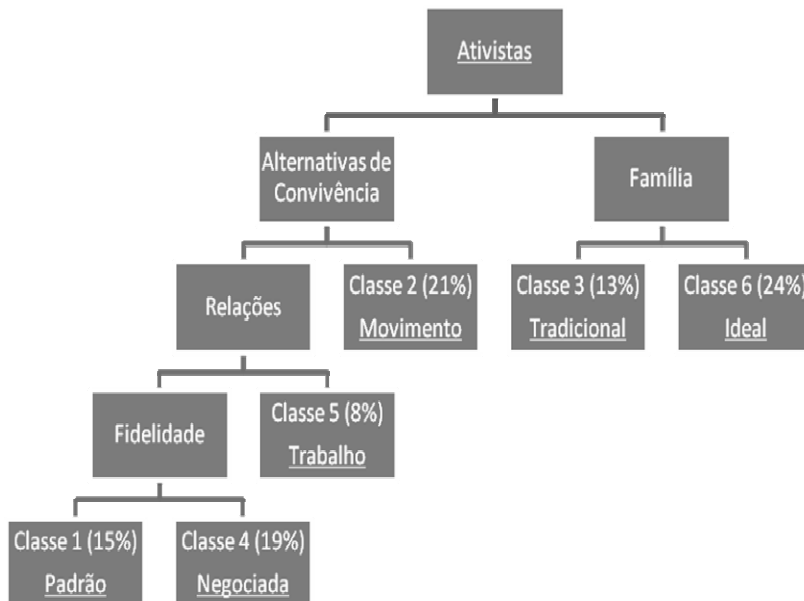 Ativistas
Alternativas de
Convivência
Família
Relações
Classe 2 (21%)
Movimento
Classe 3 (13%)
Tradicional
Classe 6 (24%)
Ideal
Fidelidade
Classe 5 (8%)
Trabalho
Classe 1 (15%)
Padrão
Classe 4 (19%)
Negociada